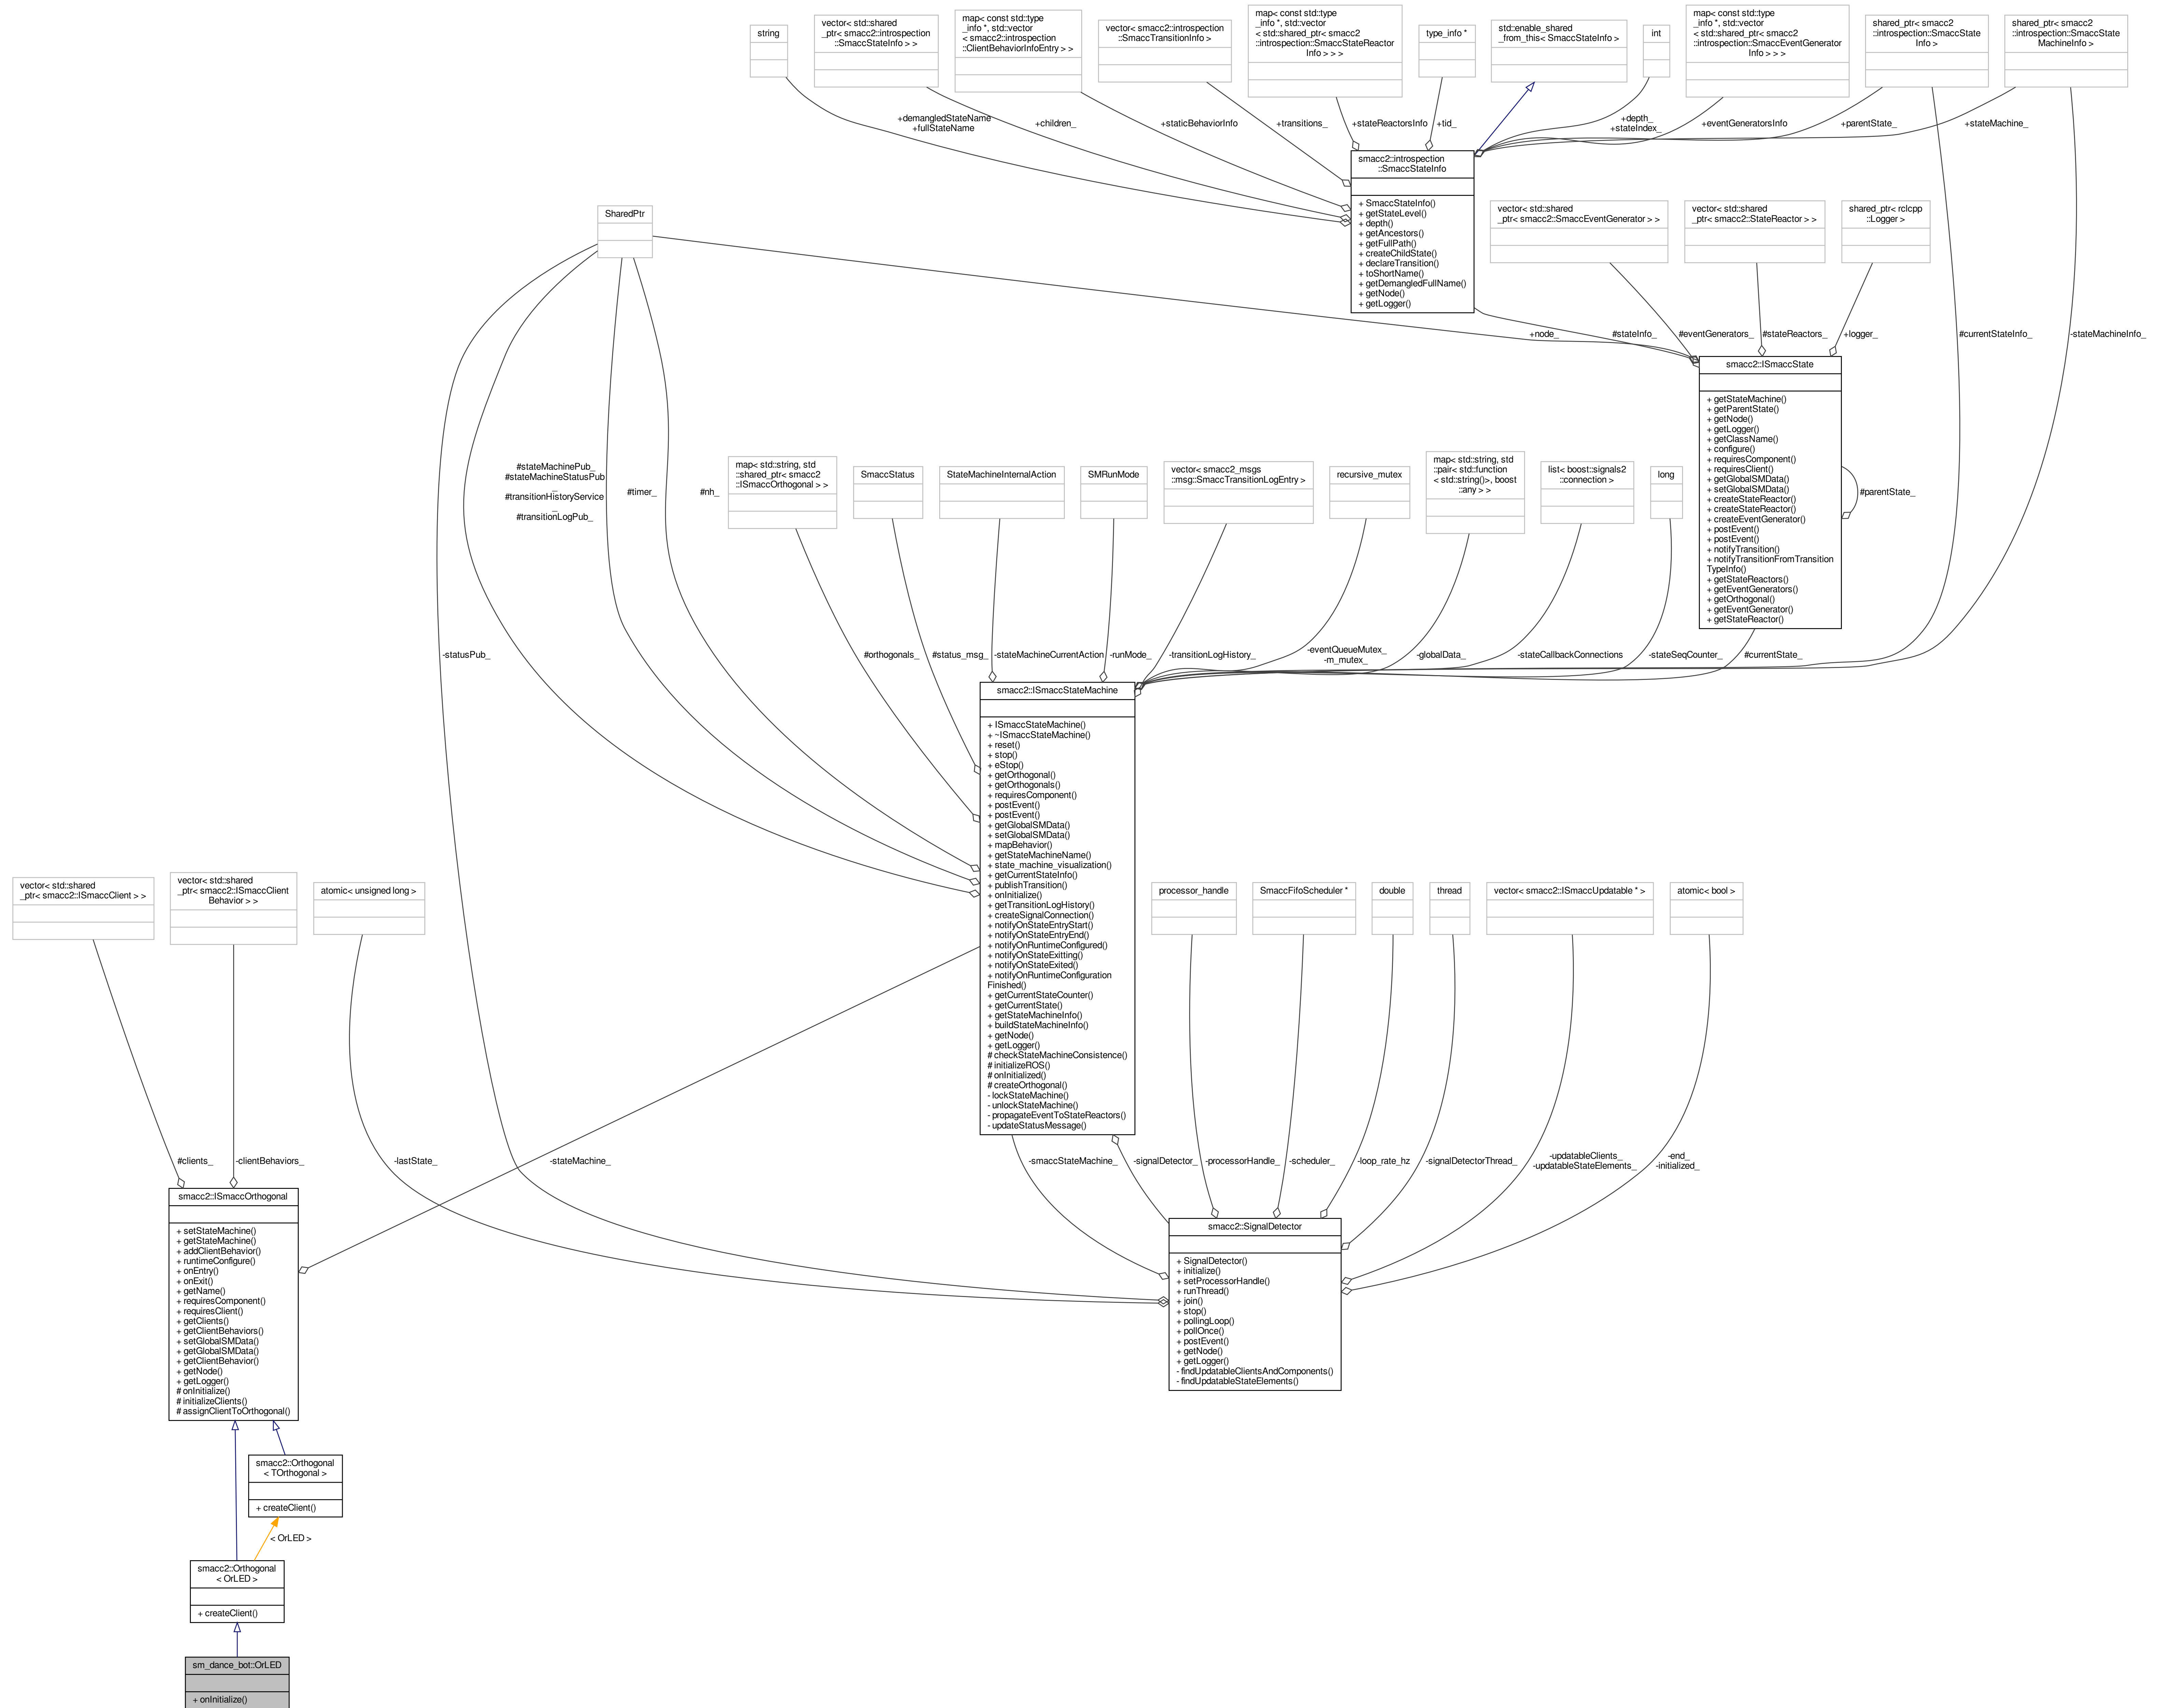 string
vector< std::shared
_ptr< smacc2::introspection
::SmaccStateInfo > >
map< const std::type
_info *, std::vector
< smacc2::introspection
::ClientBehaviorInfoEntry > >
vector< smacc2::introspection
::SmaccTransitionInfo >
map< const std::type
_info *, std::vector
< std::shared_ptr< smacc2
::introspection::SmaccStateReactor
Info > > >
type_info *
std::enable_shared
_from_this< SmaccStateInfo >
int
map< const std::type
_info *, std::vector
< std::shared_ptr< smacc2
::introspection::SmaccEventGenerator
Info > > >
shared_ptr< smacc2
::introspection::SmaccState
Info >
shared_ptr< smacc2
::introspection::SmaccState
MachineInfo >
+demangledStateName
+fullStateName
+children_
+staticBehaviorInfo
+transitions_
+stateReactorsInfo
+tid_
+depth_
+stateIndex_
+eventGeneratorsInfo
+parentState_
+stateMachine_
smacc2::introspection
::SmaccStateInfo
+ SmaccStateInfo()
+ getStateLevel()
+ depth()
+ getAncestors()
+ getFullPath()
+ createChildState()
+ declareTransition()
+ toShortName()
+ getDemangledFullName()
+ getNode()
+ getLogger()
SharedPtr
vector< std::shared
_ptr< smacc2::SmaccEventGenerator > >
vector< std::shared
_ptr< smacc2::StateReactor > >
shared_ptr< rclcpp
::Logger >
+node_
#stateInfo_
#eventGenerators_
#stateReactors_
+logger_
#currentStateInfo_
-stateMachineInfo_
smacc2::ISmaccState
+ getStateMachine()
+ getParentState()
+ getNode()
+ getLogger()
+ getClassName()
+ configure()
+ requiresComponent()
+ requiresClient()
+ getGlobalSMData()
+ setGlobalSMData()
+ createStateReactor()
+ createStateReactor()
+ createEventGenerator()
+ postEvent()
+ postEvent()
+ notifyTransition()
+ notifyTransitionFromTransition
TypeInfo()
+ getStateReactors()
+ getEventGenerators()
+ getOrthogonal()
+ getEventGenerator()
+ getStateReactor()
#parentState_
#stateMachinePub_
#stateMachineStatusPub
_
#transitionHistoryService
_
#transitionLogPub_
#timer_
#nh_
map< std::string, std
::shared_ptr< smacc2
::ISmaccOrthogonal > >
SmaccStatus
StateMachineInternalAction
SMRunMode
vector< smacc2_msgs
::msg::SmaccTransitionLogEntry >
recursive_mutex
map< std::string, std
::pair< std::function
< std::string()>, boost
::any > >
list< boost::signals2
::connection >
long
-statusPub_
#orthogonals_
#status_msg_
-stateMachineCurrentAction
-runMode_
-transitionLogHistory_
-eventQueueMutex_
-m_mutex_
-globalData_
-stateCallbackConnections
-stateSeqCounter_
#currentState_
smacc2::ISmaccStateMachine
+ ISmaccStateMachine()
+ ~ISmaccStateMachine()
+ reset()
+ stop()
+ eStop()
+ getOrthogonal()
+ getOrthogonals()
+ requiresComponent()
+ postEvent()
+ postEvent()
+ getGlobalSMData()
+ setGlobalSMData()
+ mapBehavior()
+ getStateMachineName()
+ state_machine_visualization()
+ getCurrentStateInfo()
+ publishTransition()
+ onInitialize()
+ getTransitionLogHistory()
+ createSignalConnection()
+ notifyOnStateEntryStart()
+ notifyOnStateEntryEnd()
+ notifyOnRuntimeConfigured()
+ notifyOnStateExitting()
+ notifyOnStateExited()
+ notifyOnRuntimeConfiguration
Finished()
+ getCurrentStateCounter()
+ getCurrentState()
+ getStateMachineInfo()
+ buildStateMachineInfo()
+ getNode()
+ getLogger()
# checkStateMachineConsistence()
# initializeROS()
# onInitialized()
# createOrthogonal()
- lockStateMachine()
- unlockStateMachine()
- propagateEventToStateReactors()
- updateStatusMessage()
vector< std::shared
_ptr< smacc2::ISmaccClient > >
vector< std::shared
_ptr< smacc2::ISmaccClient
Behavior > >
atomic< unsigned long >
processor_handle
SmaccFifoScheduler *
double
thread
vector< smacc2::ISmaccUpdatable * >
atomic< bool >
#clients_
-clientBehaviors_
-lastState_
-stateMachine_
-smaccStateMachine_
-signalDetector_
-processorHandle_
-scheduler_
-loop_rate_hz
-signalDetectorThread_
-updatableClients_
-updatableStateElements_
-end_
-initialized_
smacc2::ISmaccOrthogonal
+ setStateMachine()
+ getStateMachine()
+ addClientBehavior()
+ runtimeConfigure()
+ onEntry()
+ onExit()
+ getName()
+ requiresComponent()
+ requiresClient()
+ getClients()
+ getClientBehaviors()
+ setGlobalSMData()
+ getGlobalSMData()
+ getClientBehavior()
+ getNode()
+ getLogger()
# onInitialize()
# initializeClients()
# assignClientToOrthogonal()
smacc2::SignalDetector
+ SignalDetector()
+ initialize()
+ setProcessorHandle()
+ runThread()
+ join()
+ stop()
+ pollingLoop()
+ pollOnce()
+ postEvent()
+ getNode()
+ getLogger()
- findUpdatableClientsAndComponents()
- findUpdatableStateElements()
smacc2::Orthogonal
< TOrthogonal >
+ createClient()
< OrLED >
smacc2::Orthogonal
< OrLED >
+ createClient()
sm_dance_bot::OrLED
+ onInitialize()